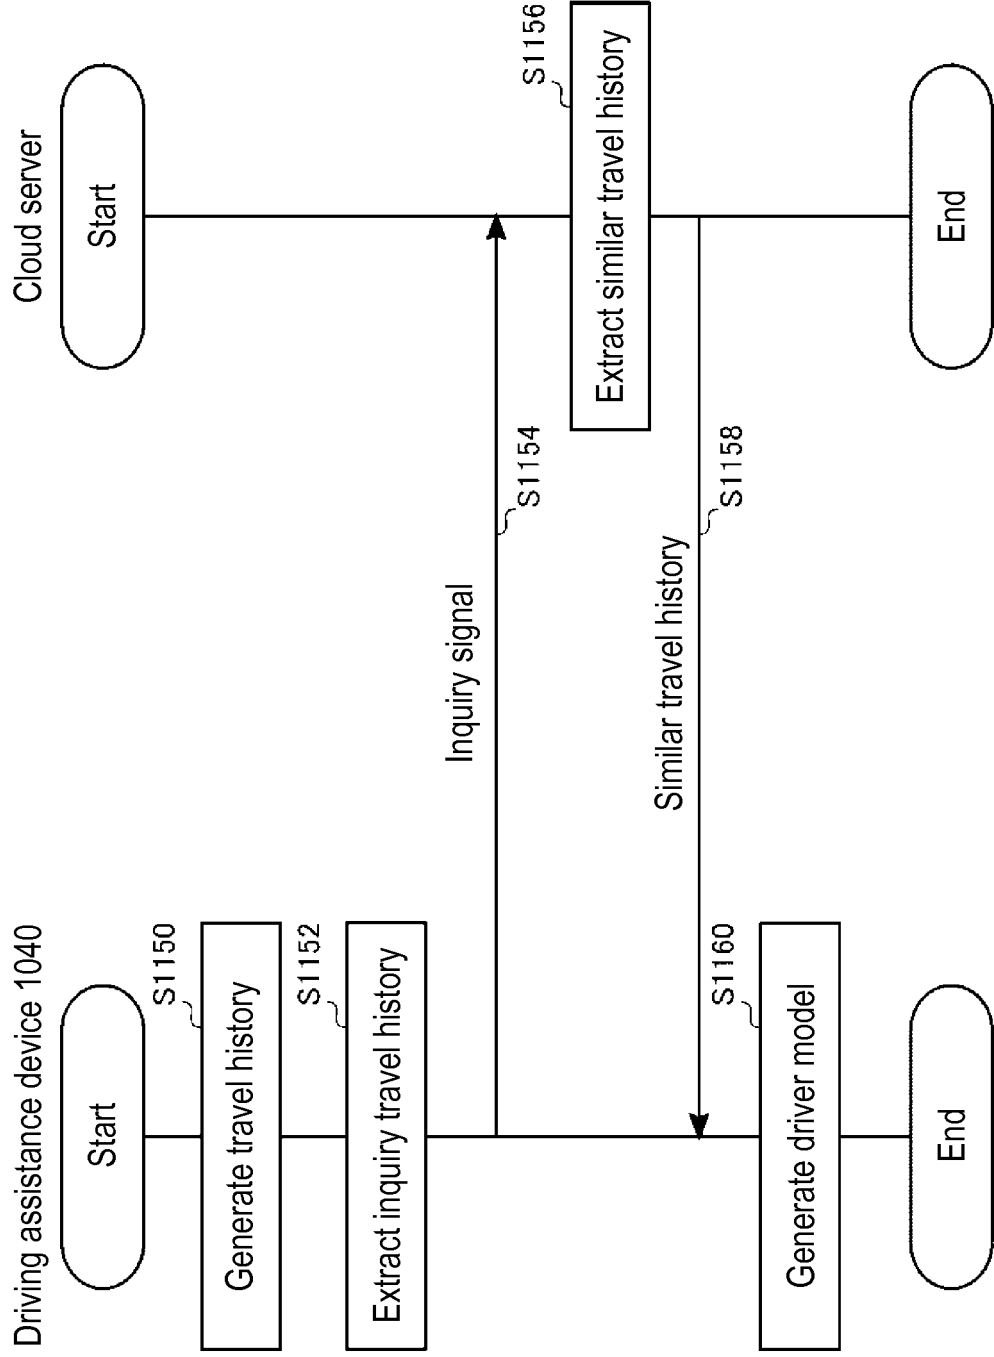 Driving assistance device 1040
Cloud server
Start
Start
S1150
Generate travel history
S1152
Extract inquiry travel history
Inquiry signal
S1154
S1156
Extract similar travel history
Similar travel history
S1158
S1160
Generate driver model
End
End